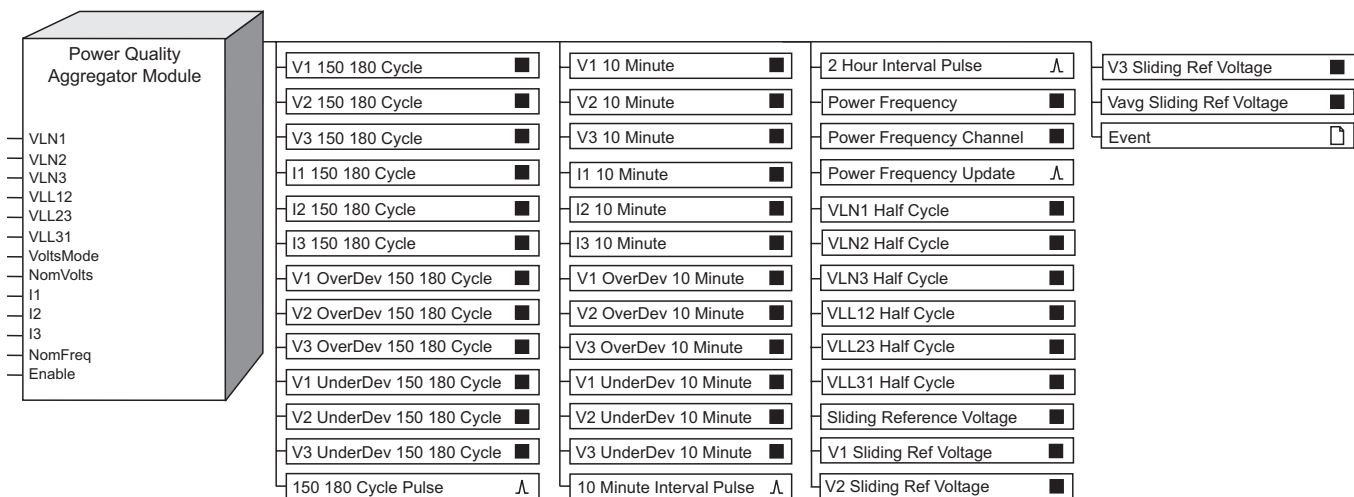 Power Quality
Aggregator Module
VLN1
VLN2
VLN3
VLL12
VLL23
VLL31
VoltsMode
NomVolts
I1
I2
I3
NomFreq
Enable
V1 150 180 Cycle
V2 150 180 Cycle
V3 150 180 Cycle
I1 150 180 Cycle
I2 150 180 Cycle
I3 150 180 Cycle
V1 OverDev 150 180 Cycle
V2 OverDev 150 180 Cycle
V3 OverDev 150 180 Cycle
V1 UnderDev 150 180 Cycle
V2 UnderDev 150 180 Cycle
V3 UnderDev 150 180 Cycle
150 180 Cycle Pulse
V1 10 Minute
V2 10 Minute
V3 10 Minute
I1 10 Minute
I2 10 Minute
I3 10 Minute
V1 OverDev 10 Minute
V2 OverDev 10 Minute
V3 OverDev 10 Minute
V1 UnderDev 10 Minute
V2 UnderDev 10 Minute
V3 UnderDev 10 Minute
10 Minute Interval Pulse
2 Hour Interval Pulse
Power Frequency
Power Frequency Channel
Power Frequency Update
VLN1 Half Cycle
VLN2 Half Cycle
VLN3 Half Cycle
VLL12 Half Cycle
VLL23 Half Cycle
VLL31 Half Cycle
Sliding Reference Voltage
V1 Sliding Ref Voltage
V2 Sliding Ref Voltage
V3 Sliding Ref Voltage
Vavg Sliding Ref Voltage
Event